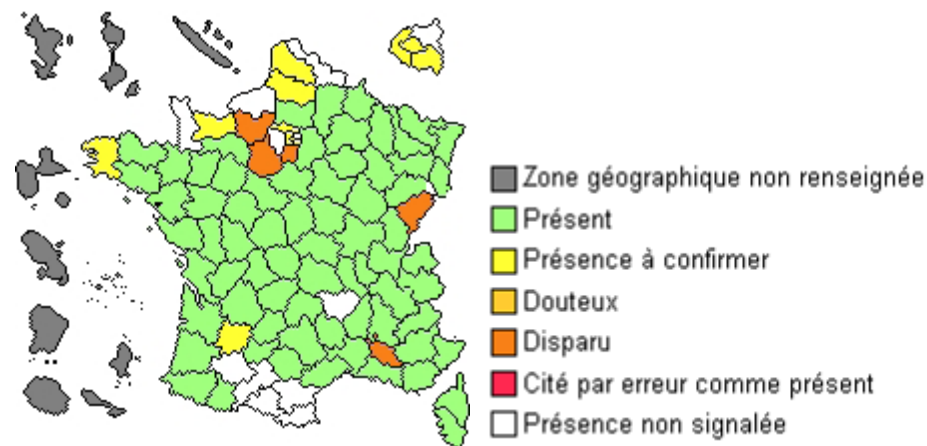 Zone géographique non renseignée
Présent
Présence à confirmer
Douteux
Disparu
Cité par erreur comme présent
Présence non signalée